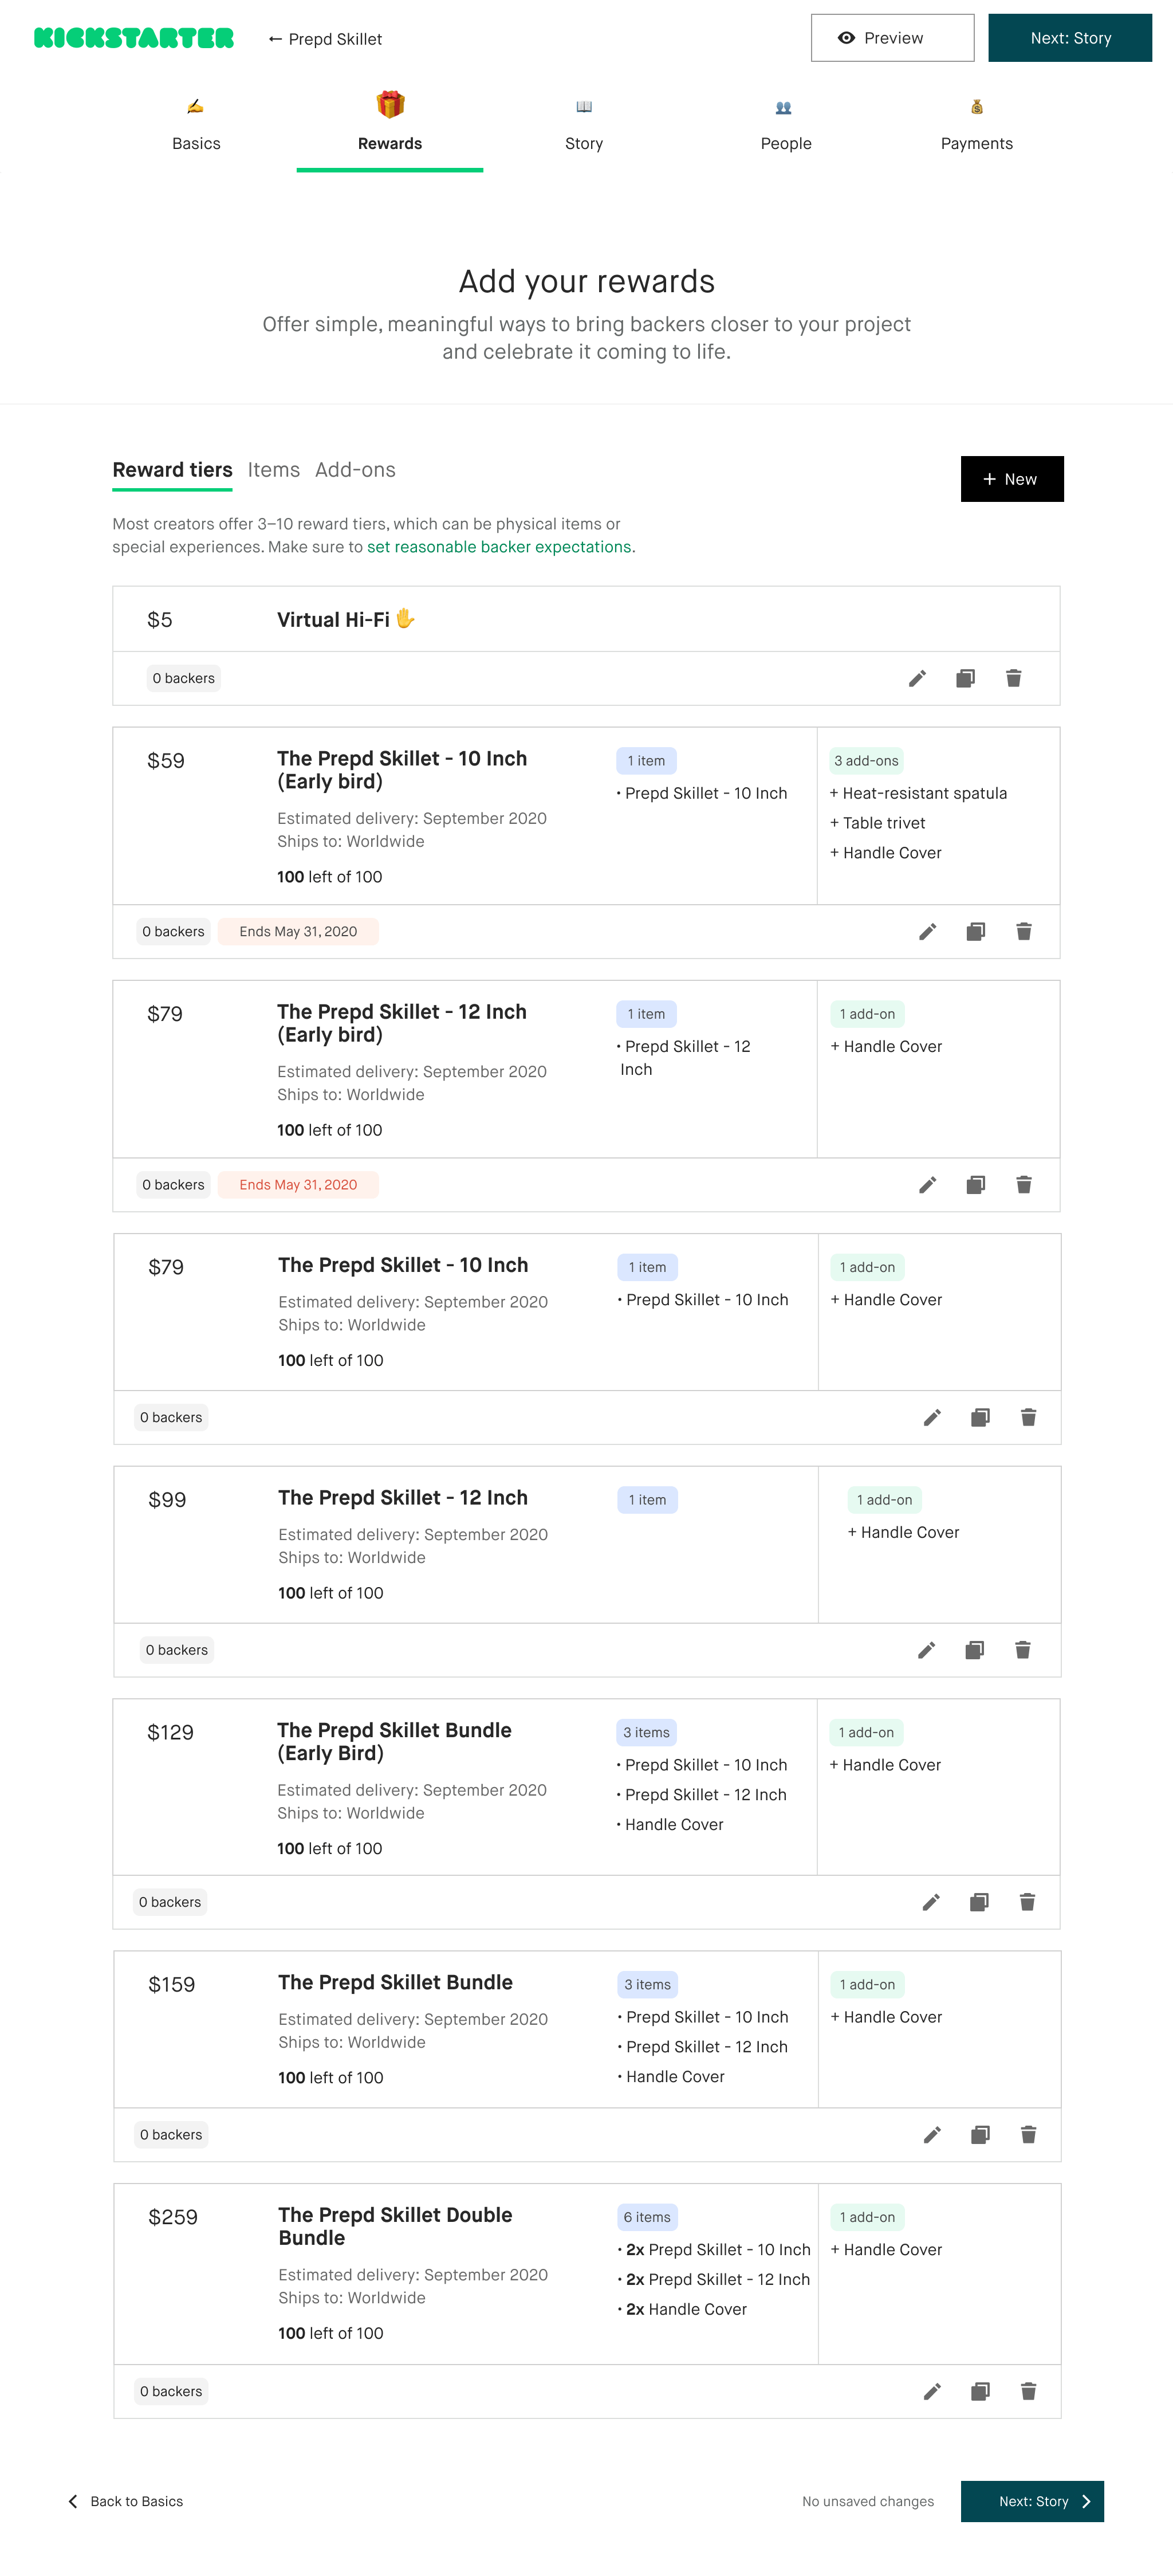 KICKSTARTER
← Prepd Skillet
Preview
Next: Story
Basics
Rewards
Story
People
Payments
Add your rewards
Offer simple, meaningful ways to bring backers closer to your project
and celebrate it coming to life.
Reward tiers
Items
Add-ons
+ New
Most creators offer 3–10 reward tiers, which can be physical items or
special experiences. Make sure to set reasonable backer expectations.
$5
Virtual Hi-Fi 🖐
0 backers
$59
The Prepd Skillet - 10 Inch
(Early bird)
Estimated delivery: September 2020
Ships to: Worldwide
100 left of 100
1 item
• Prepd Skillet - 10 Inch
3 add-ons
+ Heat-resistant spatula
+ Table trivet
+ Handle Cover
0 backers
Ends May 31, 2020
$79
The Prepd Skillet - 12 Inch
(Early bird)
Estimated delivery: September 2020
Ships to: Worldwide
100 left of 100
1 item
• Prepd Skillet - 12
Inch
1 add-on
+ Handle Cover
0 backers
Ends May 31, 2020
$79
The Prepd Skillet - 10 Inch
Estimated delivery: September 2020
Ships to: Worldwide
100 left of 100
1 item
• Prepd Skillet - 10 Inch
1 add-on
+ Handle Cover
0 backers
$99
The Prepd Skillet - 12 Inch
Estimated delivery: September 2020
Ships to: Worldwide
100 left of 100
1 item
1 add-on
+ Handle Cover
0 backers
$129
The Prepd Skillet Bundle
(Early Bird)
Estimated delivery: September 2020
Ships to: Worldwide
100 left of 100
3 items
• Prepd Skillet - 10 Inch
• Prepd Skillet - 12 Inch
• Handle Cover
1 add-on
+ Handle Cover
0 backers
$159
The Prepd Skillet Bundle
Estimated delivery: September 2020
Ships to: Worldwide
100 left of 100
3 items
• Prepd Skillet - 10 Inch
• Prepd Skillet - 12 Inch
• Handle Cover
1 add-on
+ Handle Cover
0 backers
$259
The Prepd Skillet Double
Bundle
Estimated delivery: September 2020
Ships to: Worldwide
100 left of 100
6 items
• 2x Prepd Skillet - 10 Inch
• 2x Prepd Skillet - 12 Inch
• 2x Handle Cover
1 add-on
+ Handle Cover
0 backers
Back to Basics
No unsaved changes
Next: Story